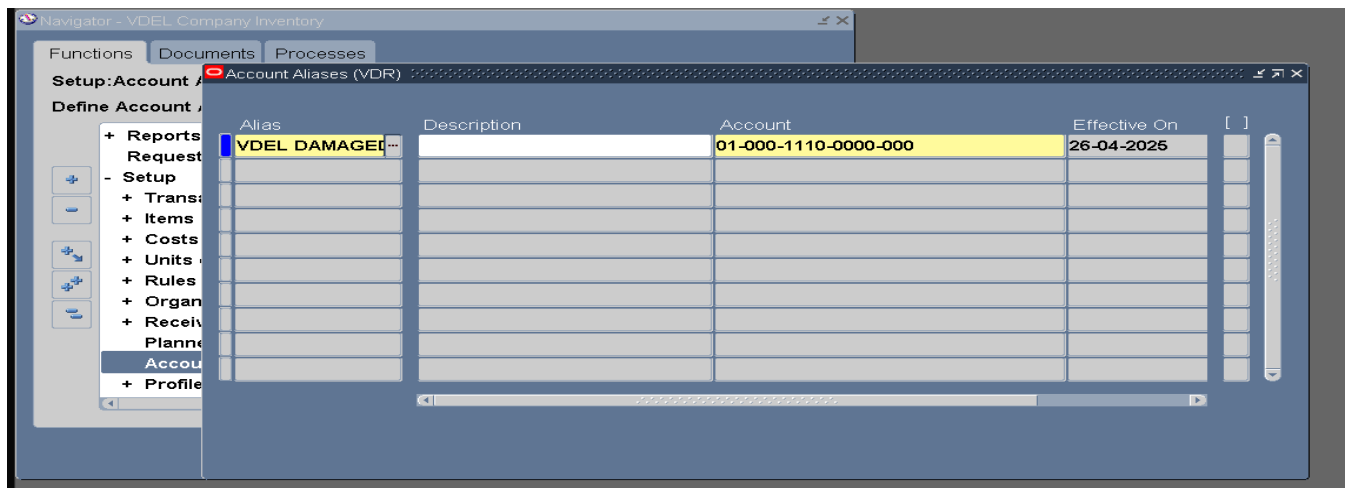 Navigator - VDEL Company Inventory
Functions Documents Processes
Setup:Account
Account Aliases (VDR)
Define Account
Alias Description Account Effective On [ ]
VDEL DAMAGED 01-000-1110-0000-000 26-04-2025
+ Reports
Request
- Setup
+ Transa
+ Items
+ Costs
+ Units
+ Rules
+ Organ
+ Receiv
Planne
Accou
+ Profile